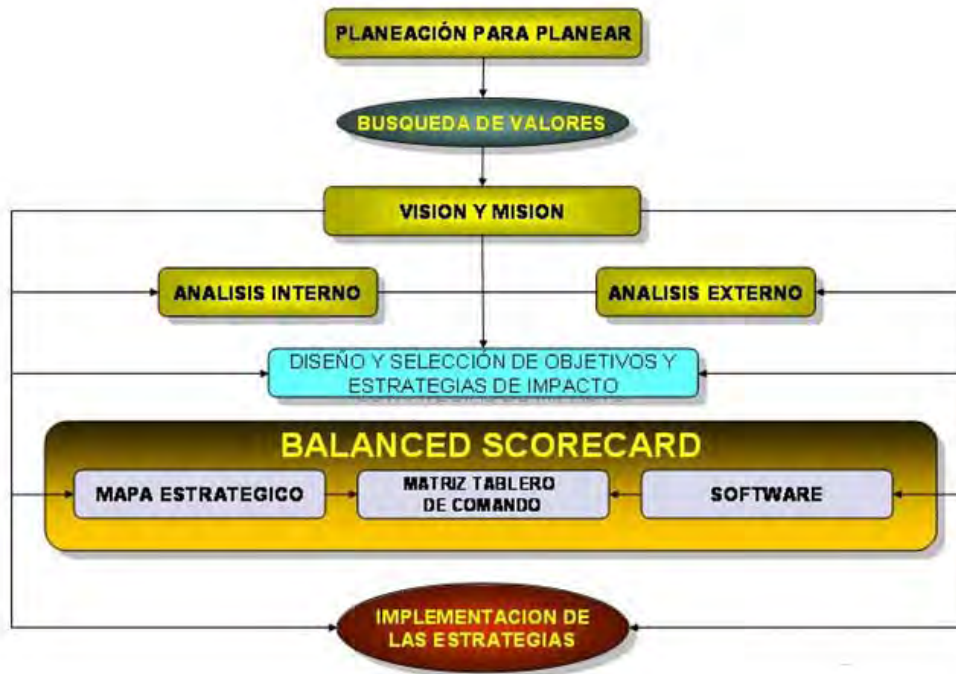 PLANEACIÓN PARA PLANEAR
BUSQUEDA DE VALORES
VISION Y MISION
ANALISIS INTERNO
ANALISIS EXTERNO
DISEÑO Y SELECCIÓN DE OBJETIVOS Y
ESTRATEGIAS DE IMPACTO
BALANCED SCORECARD
MAPA ESTRATEGICO
MATRIZ TABLERO
DE COMANDO
SOFTWARE
IMPLEMENTACION DE
LAS ESTRATEGIAS